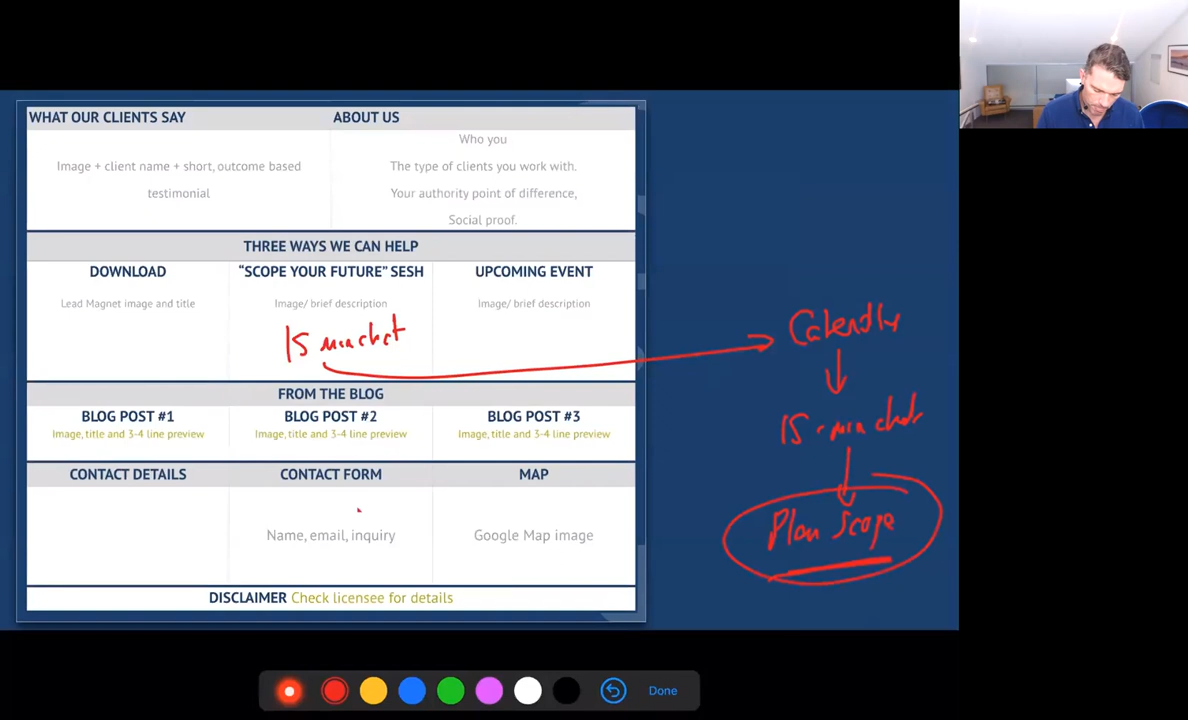 WHAT OUR CLIENTS SAY
Image + client name + short, outcome based
testimonial
ABOUT US
Who you
The type of clients you work with.
Your authority point of difference,
Social proof.
THREE WAYS WE CAN HELP
DOWNLOAD
Lead Magnet image and title
“SCOPE YOUR FUTURE” SESH
Image/ brief description
15 min chat
UPCOMING EVENT
Image/ brief description
Calendly
15-min chat
Plan Scope
FROM THE BLOG
BLOG POST #1
Image, title and 3-4 line preview
BLOG POST #2
Image, title and 3-4 line preview
BLOG POST #3
Image, title and 3-4 line preview
CONTACT DETAILS
CONTACT FORM
Name, email, inquiry
MAP
Google Map image
DISCLAIMER Check licensee for details
Done